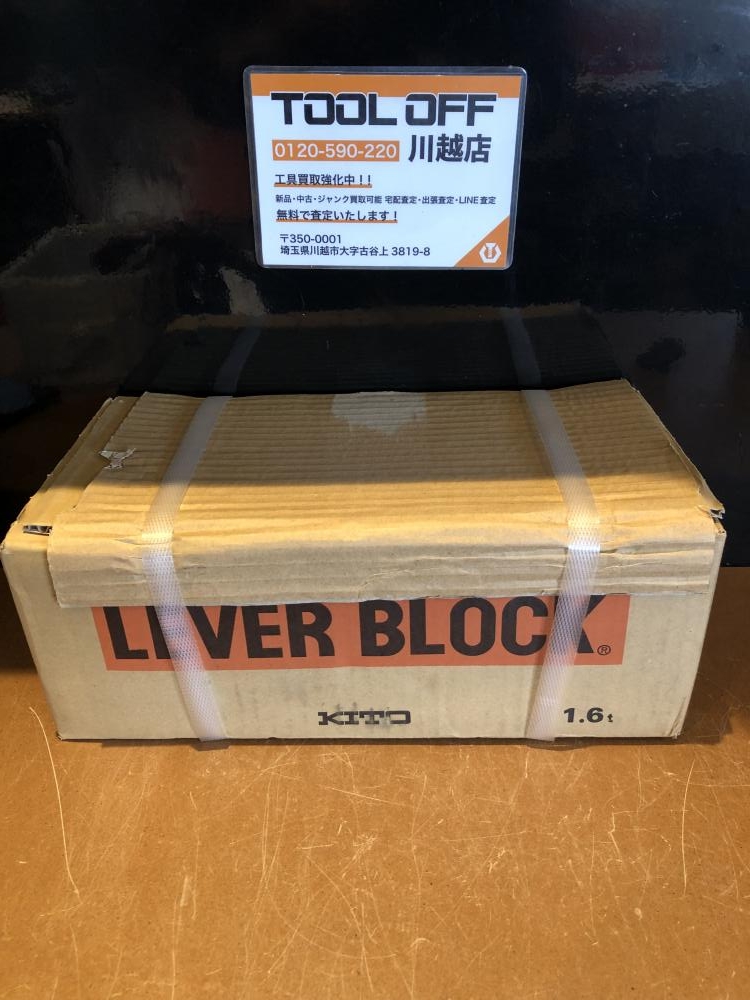 TOOL OFF
0120-590-220 川越店
工具買取強化中!!
新品・中古・ジャンク買取可能 宅配査定・出張査定・LINE査定
無料で査定いたします!
〒350-0001
埼玉県川越市大字古谷上 3819-8
LEVER BLOCK®
KITO
1.6t